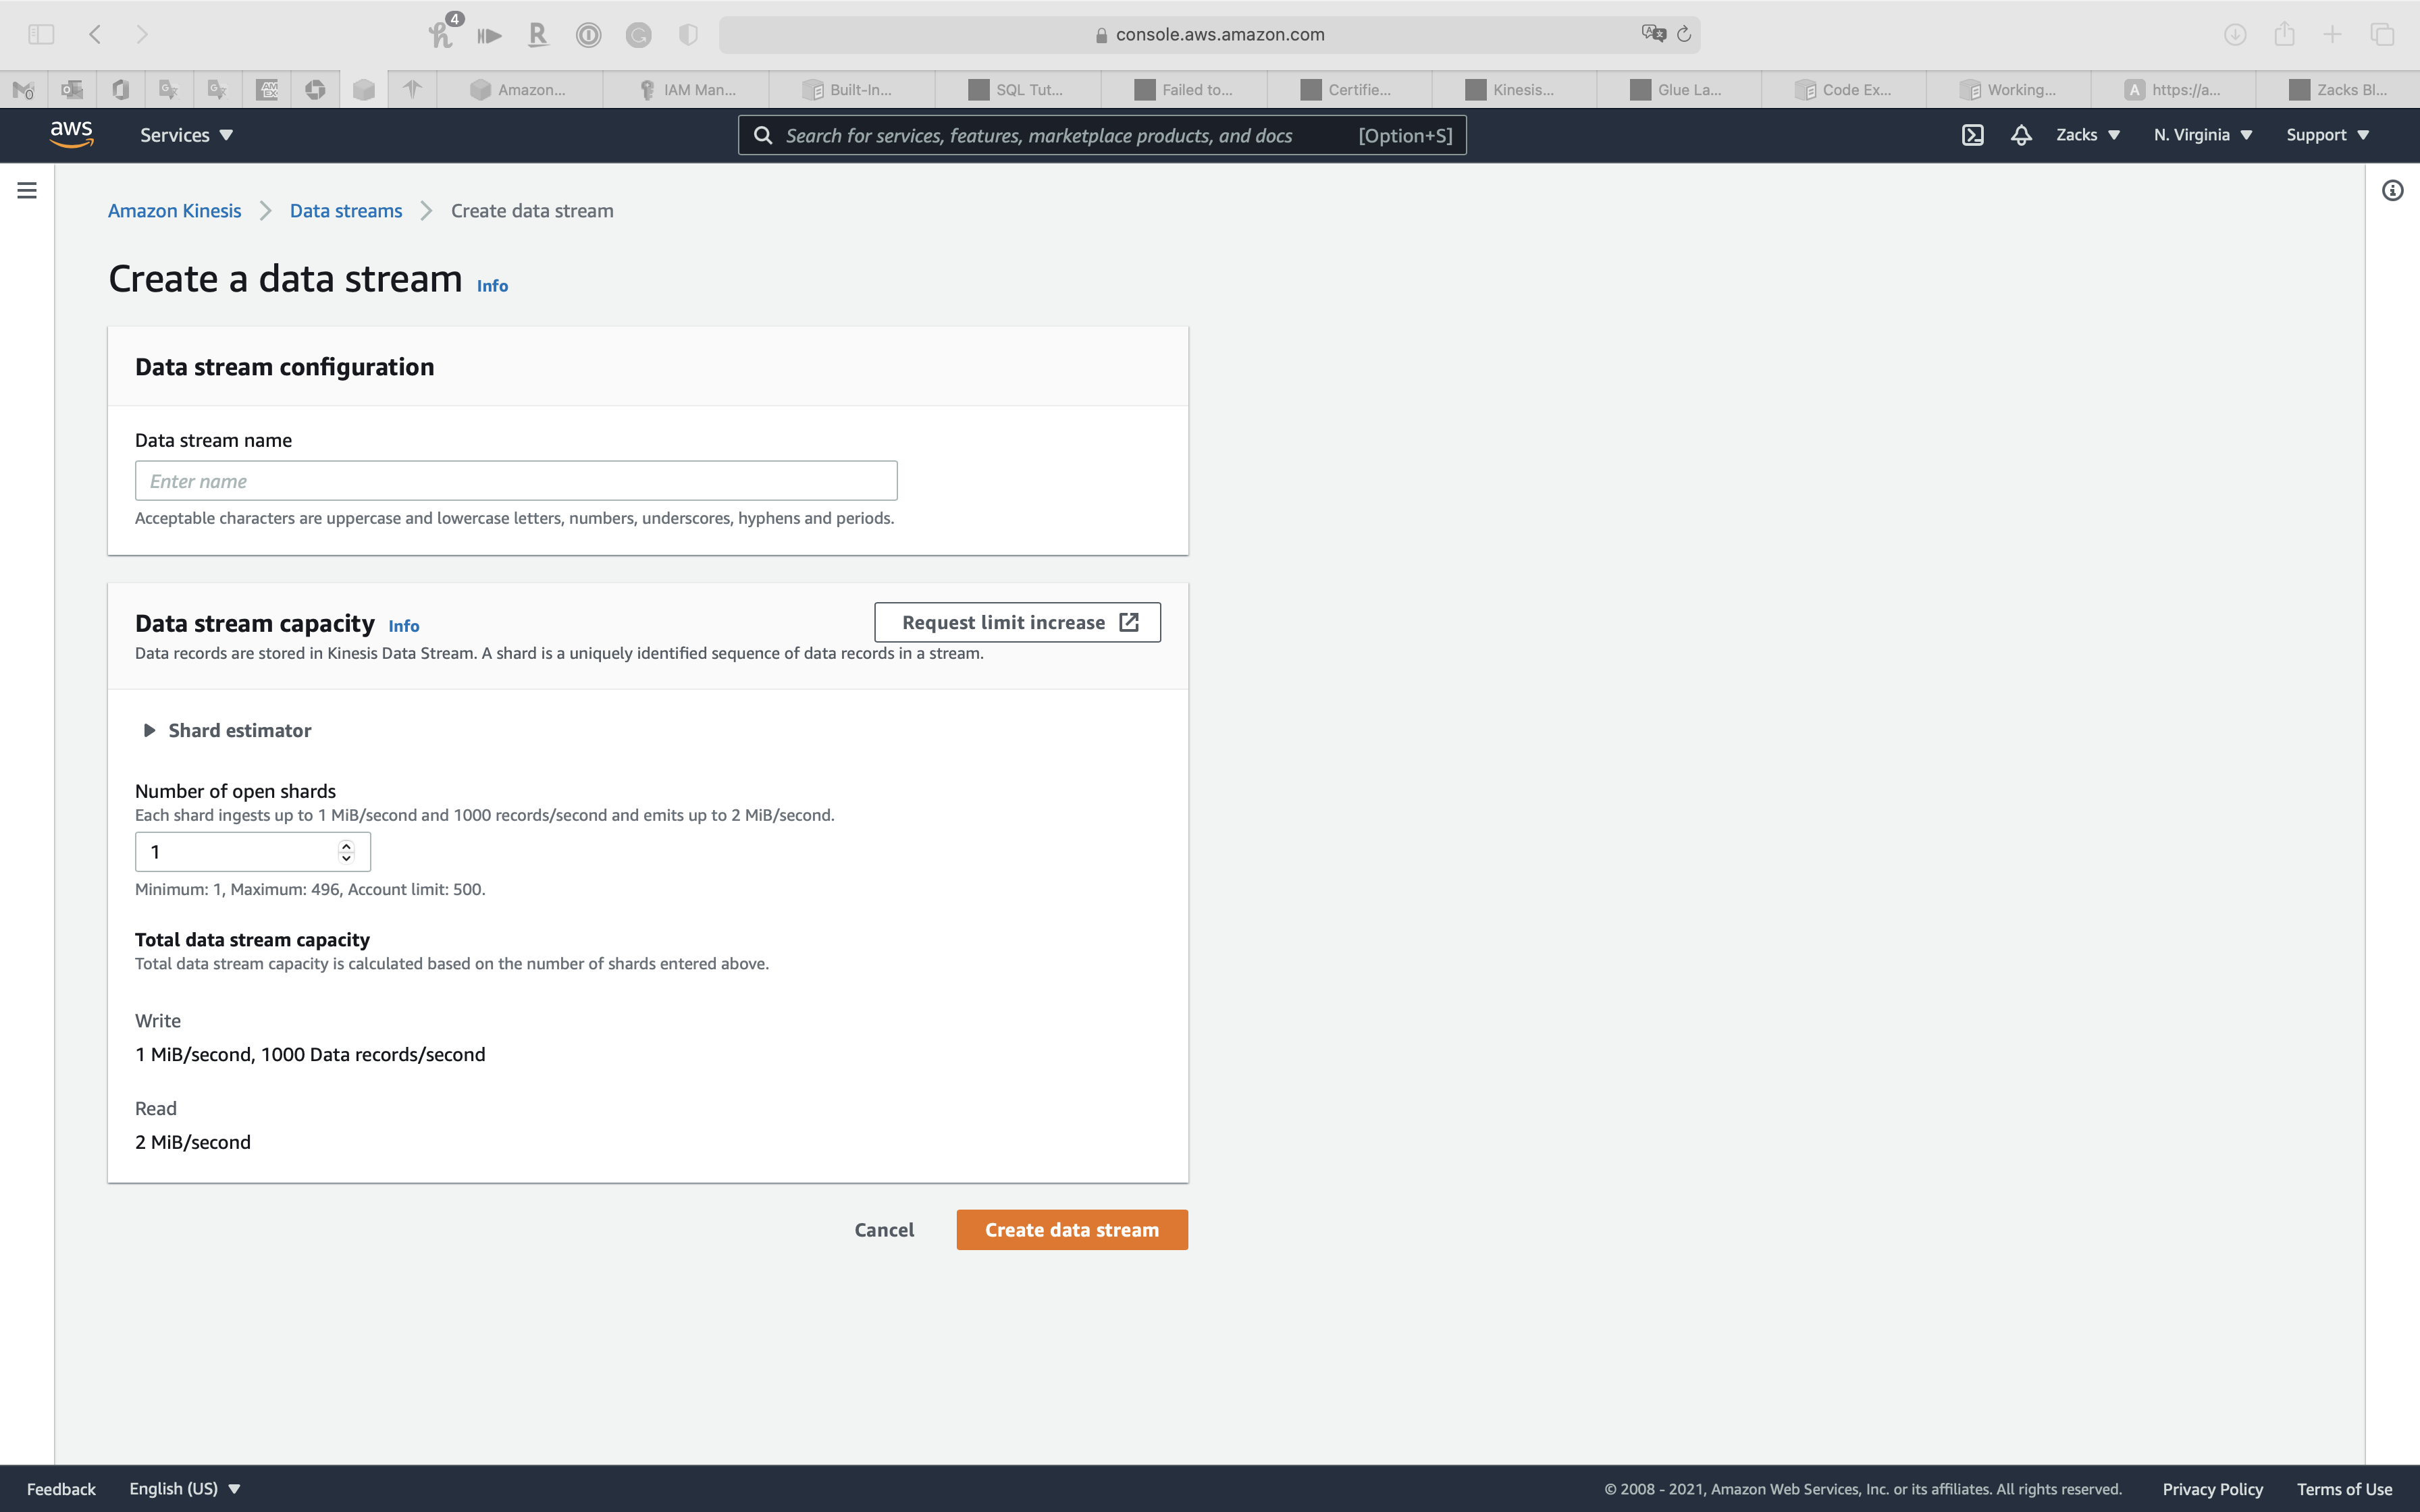 4
console.aws.amazon.com
Amazon...
IAM Man...
Built-In...
SQL Tut...
Failed to...
Certifie...
Kinesis...
Glue La...
Code Ex...
Working...
https://a...
Zacks Bl...
aws
Services
Search for services, features, marketplace products, and docs
[Option+S]
Zacks
N. Virginia
Support
Amazon Kinesis
Data streams
Create data stream
Create a data stream Info
Data stream configuration
Data stream name
Enter name
Acceptable characters are uppercase and lowercase letters, numbers, underscores, hyphens and periods.
Data stream capacity Info
Request limit increase
Data records are stored in Kinesis Data Stream. A shard is a uniquely identified sequence of data records in a stream.
Shard estimator
Number of open shards
Each shard ingests up to 1 MiB/second and 1000 records/second and emits up to 2 MiB/second.
1
Minimum: 1, Maximum: 496, Account limit: 500.
Total data stream capacity
Total data stream capacity is calculated based on the number of shards entered above.
Write
1 MiB/second, 1000 Data records/second
Read
2 MiB/second
Cancel
Create data stream
Feedback
English (US)
© 2008 - 2021, Amazon Web Services, Inc. or its affiliates. All rights reserved.
Privacy Policy
Terms of Use